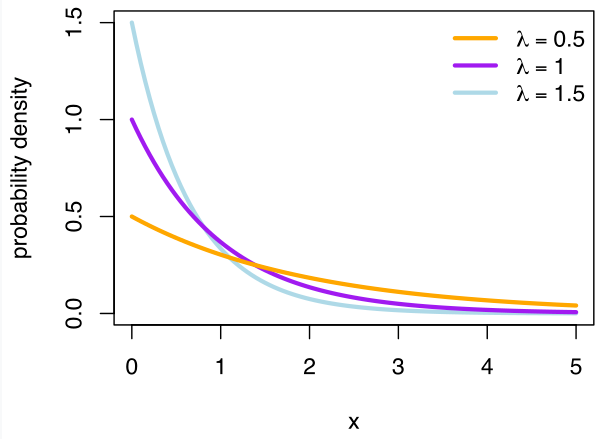 1.5
1.0
0.5
0.0
probability density
λ = 0.5
λ = 1
λ = 1.5
0 1 2 3 4 5
x